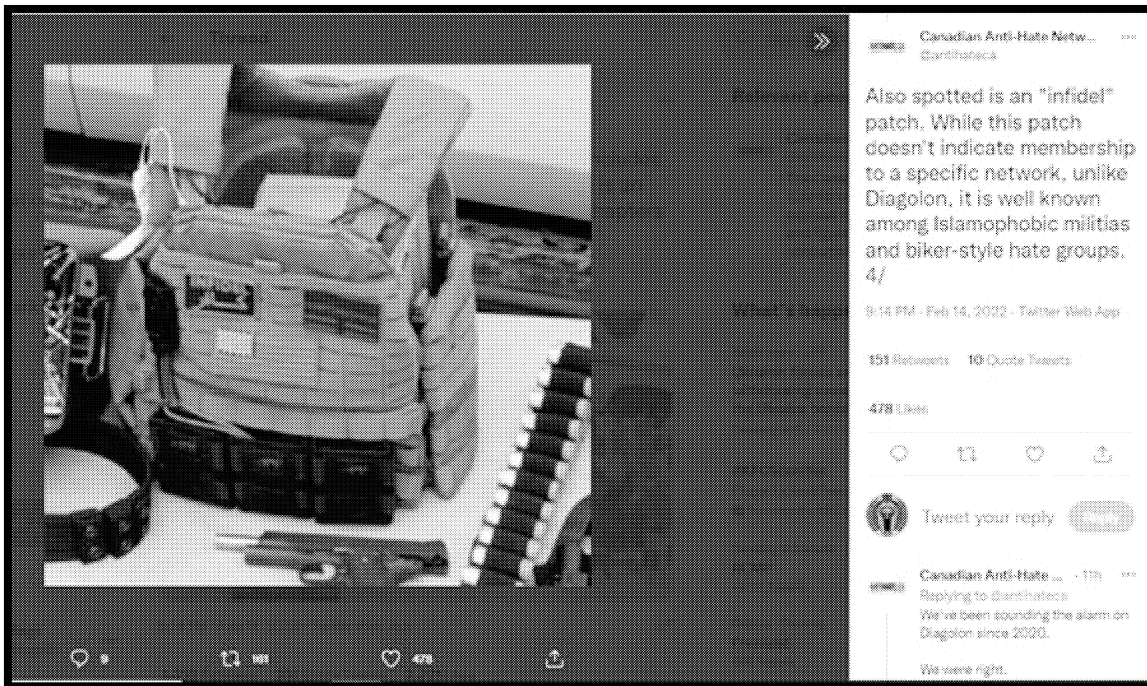 Thread
Canadian Anti-Hate Netw... ...
@antihateca
Also spotted is an "infidel"
patch. While this patch
doesn't indicate membership
to a specific network, unlike
Diagolon, it is well known
among Islamophobic militias
and biker-style hate groups.
4/
9:14 PM · Feb 14, 2022 · Twitter Web App
151 Retweets 10 Quote Tweets
478 Likes
Tweet your reply
Reply
Canadian Anti-Hate ... · 11h ...
Replying to @antihateca
We've been sounding the alarm on
Diagolon since 2020.
We were right.
9 161 478